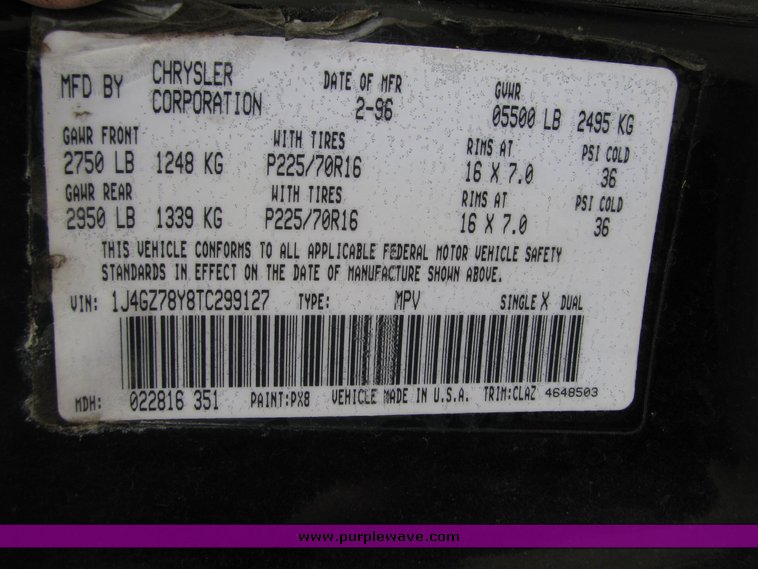 MFD BY CHRYSLER CORPORATION DATE OF MFR 2-96 GVWR 05500 LB 2495 KG
GAWR FRONT WITH TIRES RIMS AT PSI COLD
2750 LB 1248 KG P225/70R16 16 X 7.0 36
GAWR REAR WITH TIRES RIMS AT PSI COLD
2950 LB 1339 KG P225/70R16 16 X 7.0 36
THIS VEHICLE CONFORMS TO ALL APPLICABLE FEDERAL MOTOR VEHICLE SAFETY
STANDARDS IN EFFECT ON THE DATE OF MANUFACTURE SHOWN ABOVE.
VIN: 1J4GZ78Y8TC299127 TYPE: MPV SINGLE X DUAL
MDH: 022816 351 PAINT:PX8 VEHICLE MADE IN U.S.A. TRIM:CLAZ 4648503
www.purplewave.com